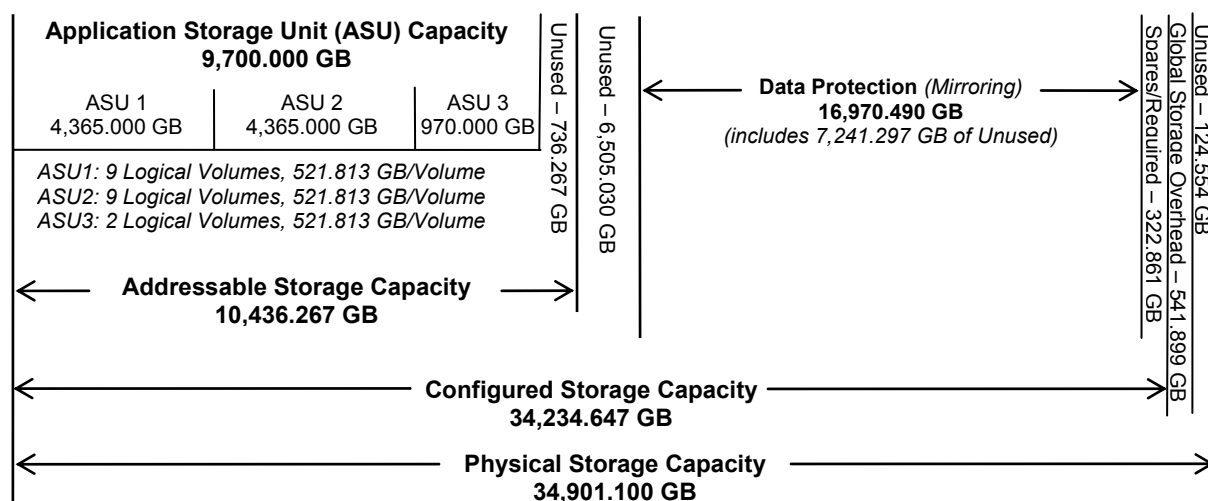 Application Storage Unit (ASU) Capacity
9,700.000 GB
ASU 1
4,365.000 GB
ASU 2
4,365.000 GB
ASU 3
970.000 GB
ASU1: 9 Logical Volumes, 521.813 GB/Volume
ASU2: 9 Logical Volumes, 521.813 GB/Volume
ASU3: 2 Logical Volumes, 521.813 GB/Volume
Unused – 736.267 GB
Unused – 6,505.030 GB
Data Protection (Mirroring)
16,970.490 GB
(includes 7,241.297 GB of Unused)
Spares/Required – 322.861 GB
Global Storage Overhead – 541.899 GB
Unused – 124.554 GB
Addressable Storage Capacity
10,436.267 GB
Configured Storage Capacity
34,234.647 GB
Physical Storage Capacity
34,901.100 GB